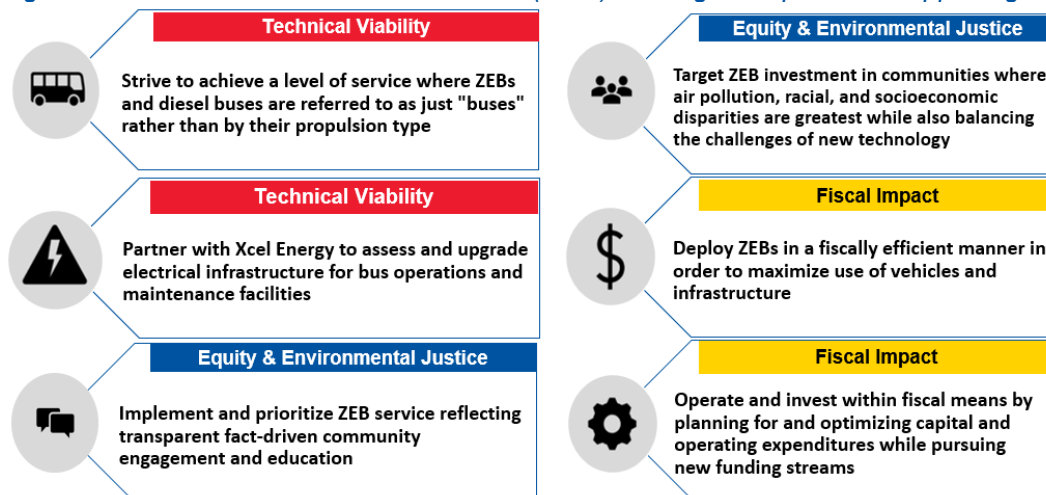 Technical Viability
Strive to achieve a level of service where ZEBs
and diesel buses are referred to as just "buses"
rather than by their propulsion type
Equity & Environmental Justice
Target ZEB investment in communities where
air pollution, racial, and socioeconomic
disparities are greatest while also balancing
the challenges of new technology
Technical Viability
Partner with Xcel Energy to assess and upgrade
electrical infrastructure for bus operations and
maintenance facilities
Fiscal Impact
Deploy ZEBs in a fiscally efficient manner in
order to maximize use of vehicles and
infrastructure
Equity & Environmental Justice
Implement and prioritize ZEB service reflecting
transparent fact-driven community
engagement and education
Fiscal Impact
Operate and invest within fiscal means by
planning for and optimizing capital and
operating expenditures while pursuing
new funding streams